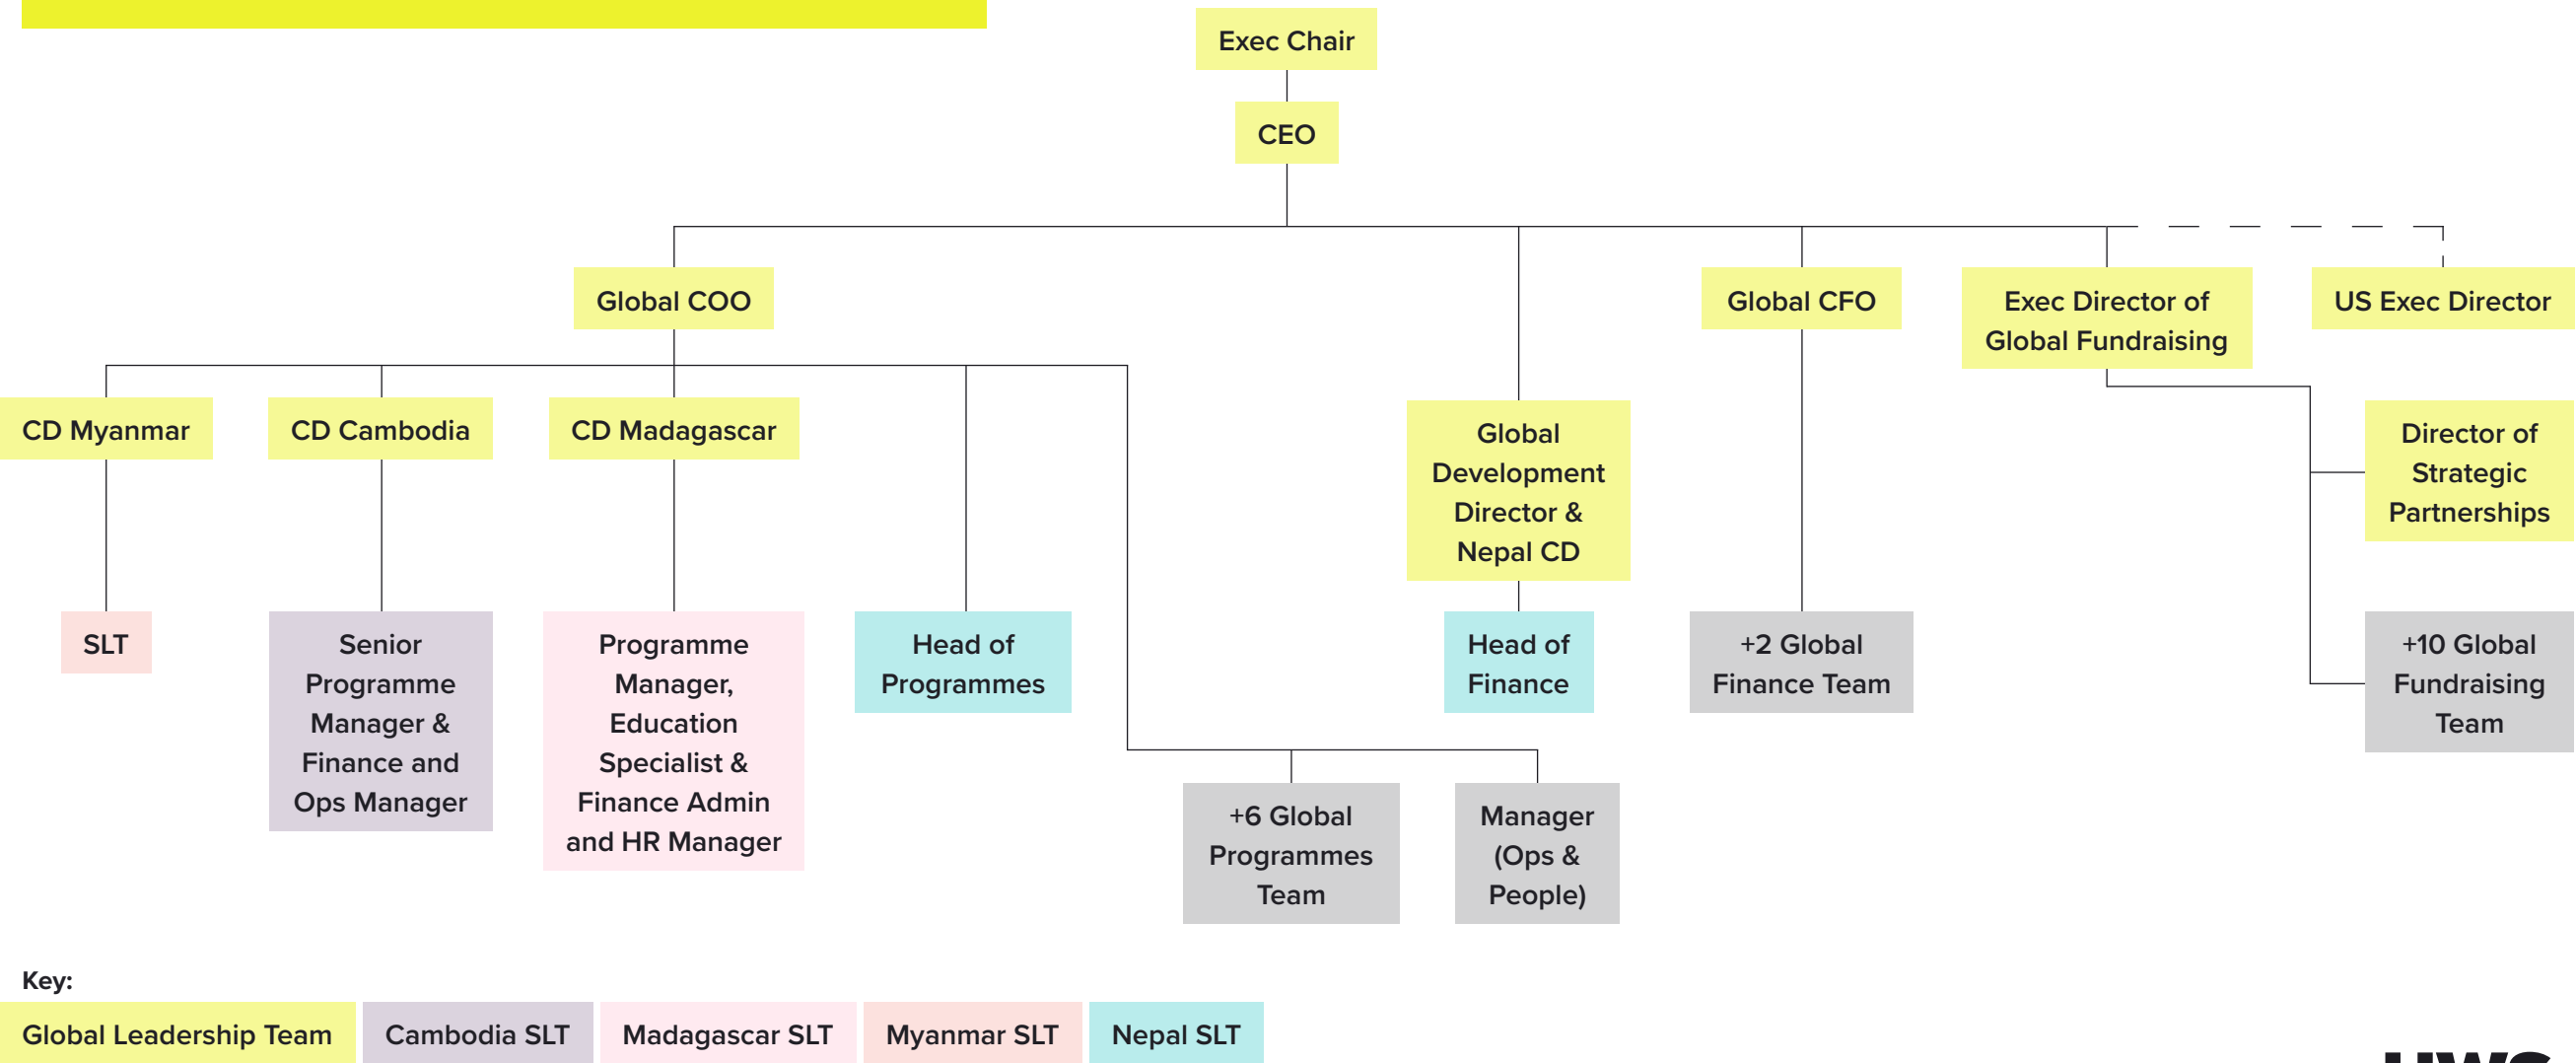 Exec Chair
CEO
Global COO
Global CFO
Exec Director of
Global Fundraising
US Exec Director
CD Myanmar
CD Cambodia
CD Madagascar
Global
Development
Director &
Nepal CD
Director of
Strategic
Partnerships
SLT
Senior
Programme
Manager &
Finance and
Ops Manager
Programme
Manager,
Education
Specialist &
Finance Admin
and HR Manager
Head of
Programmes
Head of
Finance
+2 Global
Finance Team
+10 Global
Fundraising
Team
+6 Global
Programmes
Team
Manager
(Ops &
People)
Key:
Global Leadership Team
Cambodia SLT
Madagascar SLT
Myanmar SLT
Nepal SLT